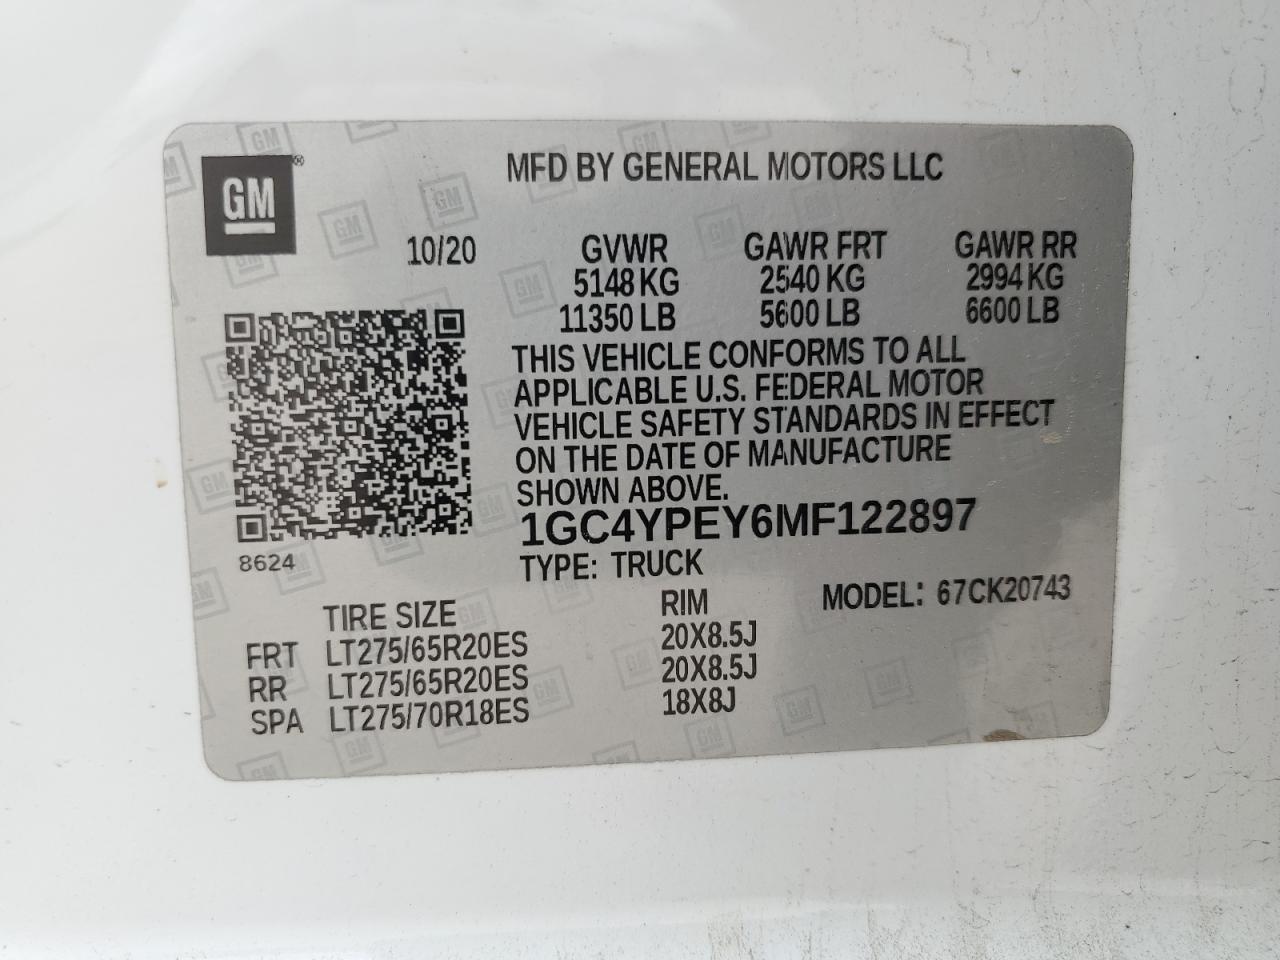 GM®
MFD BY GENERAL MOTORS LLC
10/20 GVWR GAWR FRT GAWR RR
5148 KG 2540 KG 2994 KG
11350 LB 5600 LB 6600 LB
THIS VEHICLE CONFORMS TO ALL
APPLICABLE U.S. FEDERAL MOTOR
VEHICLE SAFETY STANDARDS IN EFFECT
ON THE DATE OF MANUFACTURE
SHOWN ABOVE.
1GC4YPEY6MF122897
8624
TYPE: TRUCK
MODEL: 67CK20743
TIRE SIZE RIM
FRT LT275/65R20ES 20X8.5J
RR LT275/65R20ES 20X8.5J
SPA LT275/70R18ES 18X8J